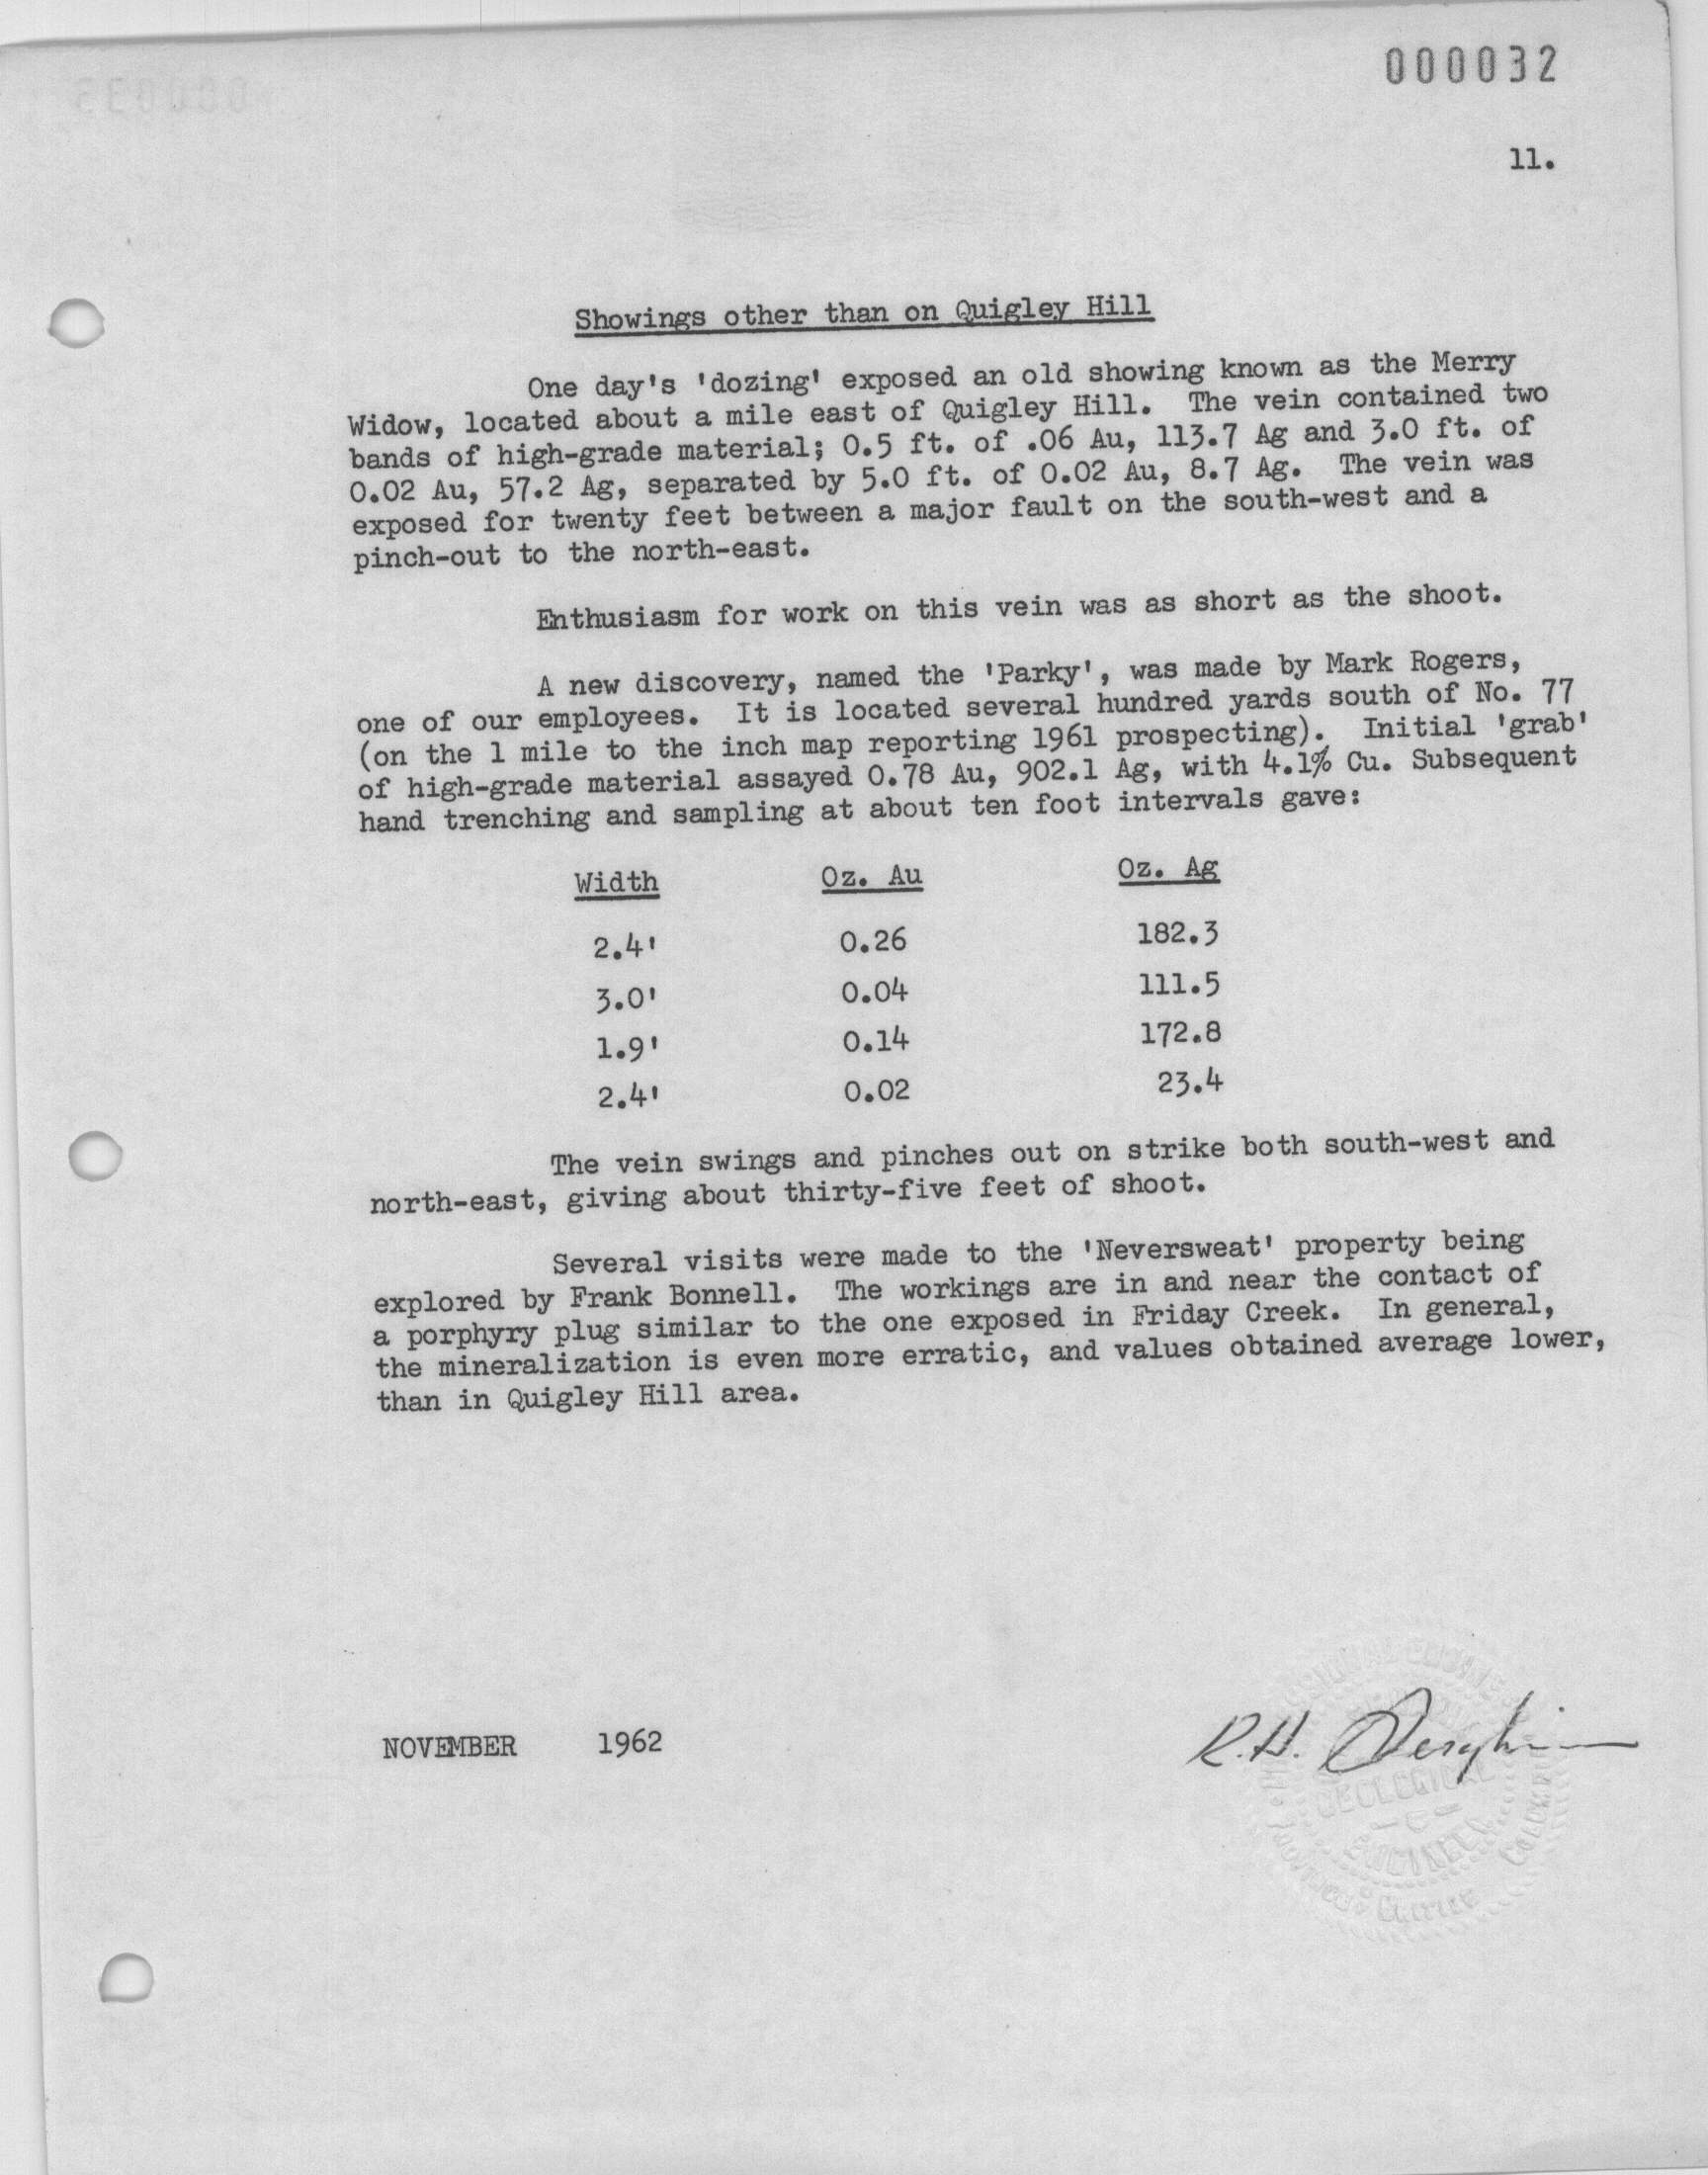 000032
11.
Showings other than on Quigley Hill
One day's 'dozing' exposed an old showing known as the Merry
Widow, located about a mile east of Quigley Hill. The vein contained two
bands of high-grade material; 0.5 ft. of .06 Au, 113.7 Ag and 3.0 ft. of
0.02 Au, 57.2 Ag, separated by 5.0 ft. of 0.02 Au, 8.7 Ag. The vein was
exposed for twenty feet between a major fault on the south-west and a
pinch-out to the north-east.
Enthusiasm for work on this vein was as short as the shoot.
A new discovery, named the 'Parky', was made by Mark Rogers,
one of our employees. It is located several hundred yards south of No. 77
(on the 1 mile to the inch map reporting 1961 prospecting). Initial 'grab'
of high-grade material assayed 0.78 Au, 902.1 Ag, with 4.1% Cu. Subsequent
hand trenching and sampling at about ten foot intervals gave:
Width Oz. Au Oz. Ag
2.4' 0.26 182.3
3.0' 0.04 111.5
1.9' 0.14 172.8
2.4' 0.02 23.4
The vein swings and pinches out on strike both south-west and
north-east, giving about thirty-five feet of shoot.
Several visits were made to the 'Neversweat' property being
explored by Frank Bonnell. The workings are in and near the contact of
a porphyry plug similar to the one exposed in Friday Creek. In general,
the mineralization is even more erratic, and values obtained average lower,
than in Quigley Hill area.
NOVEMBER 1962
R.H.
GEOLOGICAL
ENGINEER